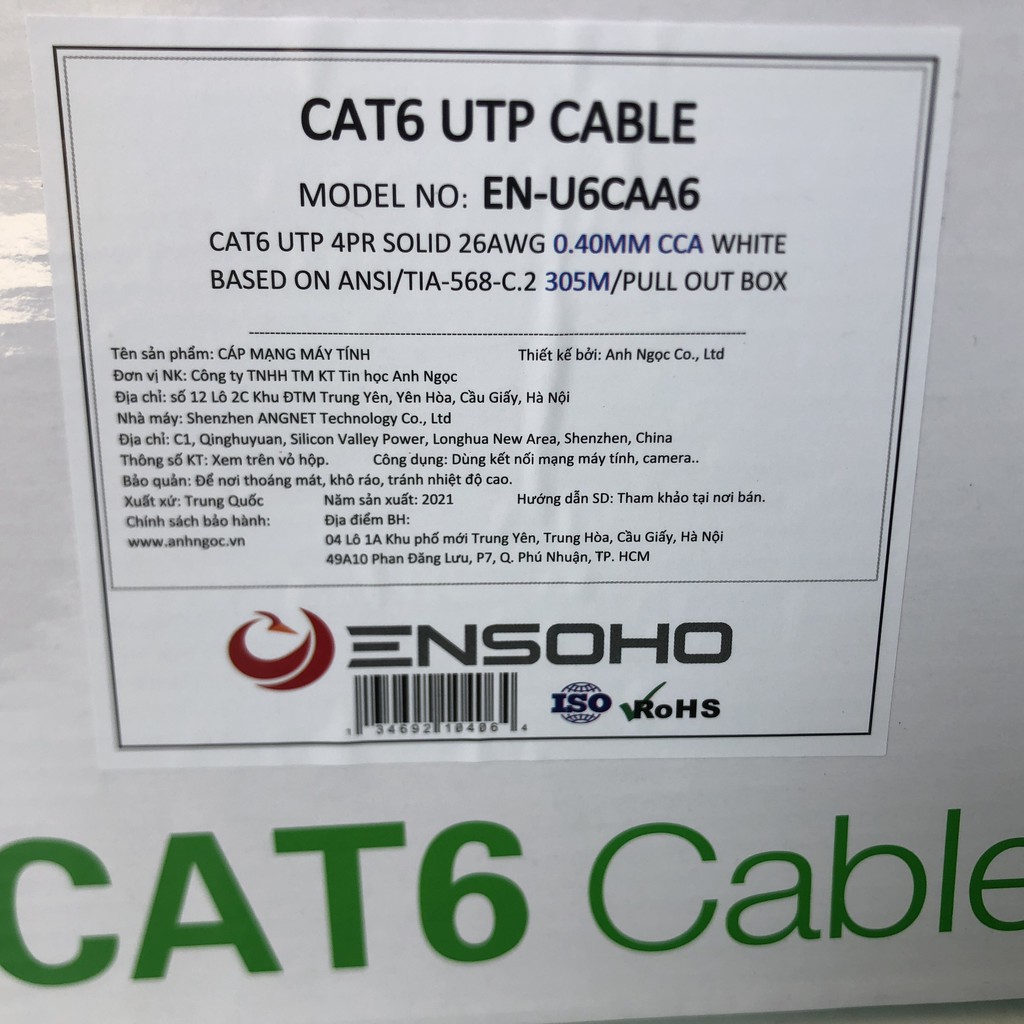 CAT6 UTP CABLE
MODEL NO: EN-U6CAA6
CAT6 UTP 4PR SOLID 26AWG 0.40MM CCA WHITE
BASED ON ANSI/TIA-568-C.2 305M/PULL OUT BOX
Tên sản phẩm: CÁP MẠNG MÁY TÍNH Thiết kế bởi: Anh Ngọc Co., Ltd
Đơn vị NK: Công ty TNHH TM KT Tin học Anh Ngọc
Địa chỉ: số 12 Lô 2C Khu ĐTM Trung Yên, Yên Hòa, Cầu Giấy, Hà Nội
Nhà máy: Shenzhen ANGNET Technology Co., Ltd
Địa chỉ: C1, Qinghuyuan, Silicon Valley Power, Longhua New Area, Shenzhen, China
Thông số KT: Xem trên vỏ hộp. Công dụng: Dùng kết nối mạng máy tính, camera..
Bảo quản: Để nơi thoáng mát, khô ráo, tránh nhiệt độ cao.
Xuất xứ: Trung Quốc Năm sản xuất: 2021 Hướng dẫn SD: Tham khảo tại nơi bán.
Chính sách bảo hành: Địa điểm BH:
www.anhngoc.vn 04 Lô 1A Khu phố mới Trung Yên, Trung Hòa, Cầu Giấy, Hà Nội
49A10 Phan Đăng Lưu, P7, Q. Phú Nhuận, TP. HCM
ENSOHO
ISO RoHS
1 34692 10406 4
CAT6 Cable